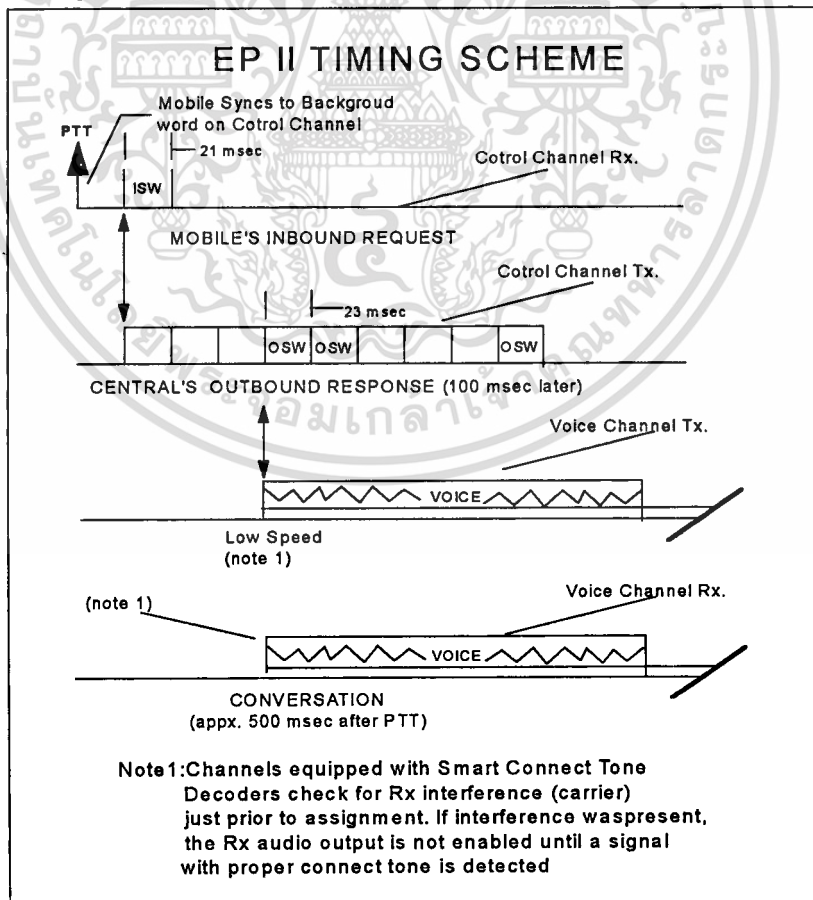 EP II TIMING SCHEME
Mobile Syncs to Backgroud
word on Cotrol Channel
PTT
21 msec
ISW
Cotrol Channel Rx.
MOBILE'S INBOUND REQUEST
Cotrol Channel Tx.
23 msec
OSW OSW OSW
CENTRAL'S OUTBOUND RESPONSE (100 msec later)
Voice Channel Tx.
VOICE
Low Speed
(note 1)
(note 1)
Voice Channel Rx.
VOICE
CONVERSATION
(appx. 500 msec after PTT)
Note1:Channels equipped with Smart Connect Tone
Decoders check for Rx interference (carrier)
just prior to assignment. If interference waspresent,
the Rx audio output is not enabled until a signal
with proper connect tone is detected